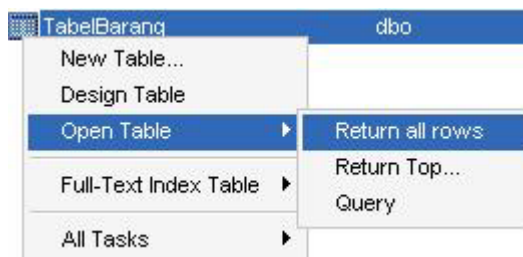 TabelBarang dbo
New Table...
Design Table
Open Table
Return all rows
Return Top...
Query
Full-Text Index Table
All Tasks